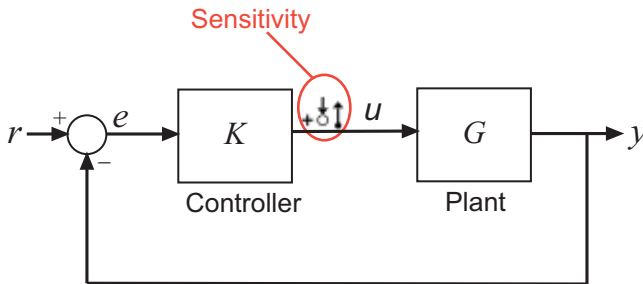 Sensitivity
r + − e K + u G y
Controller Plant